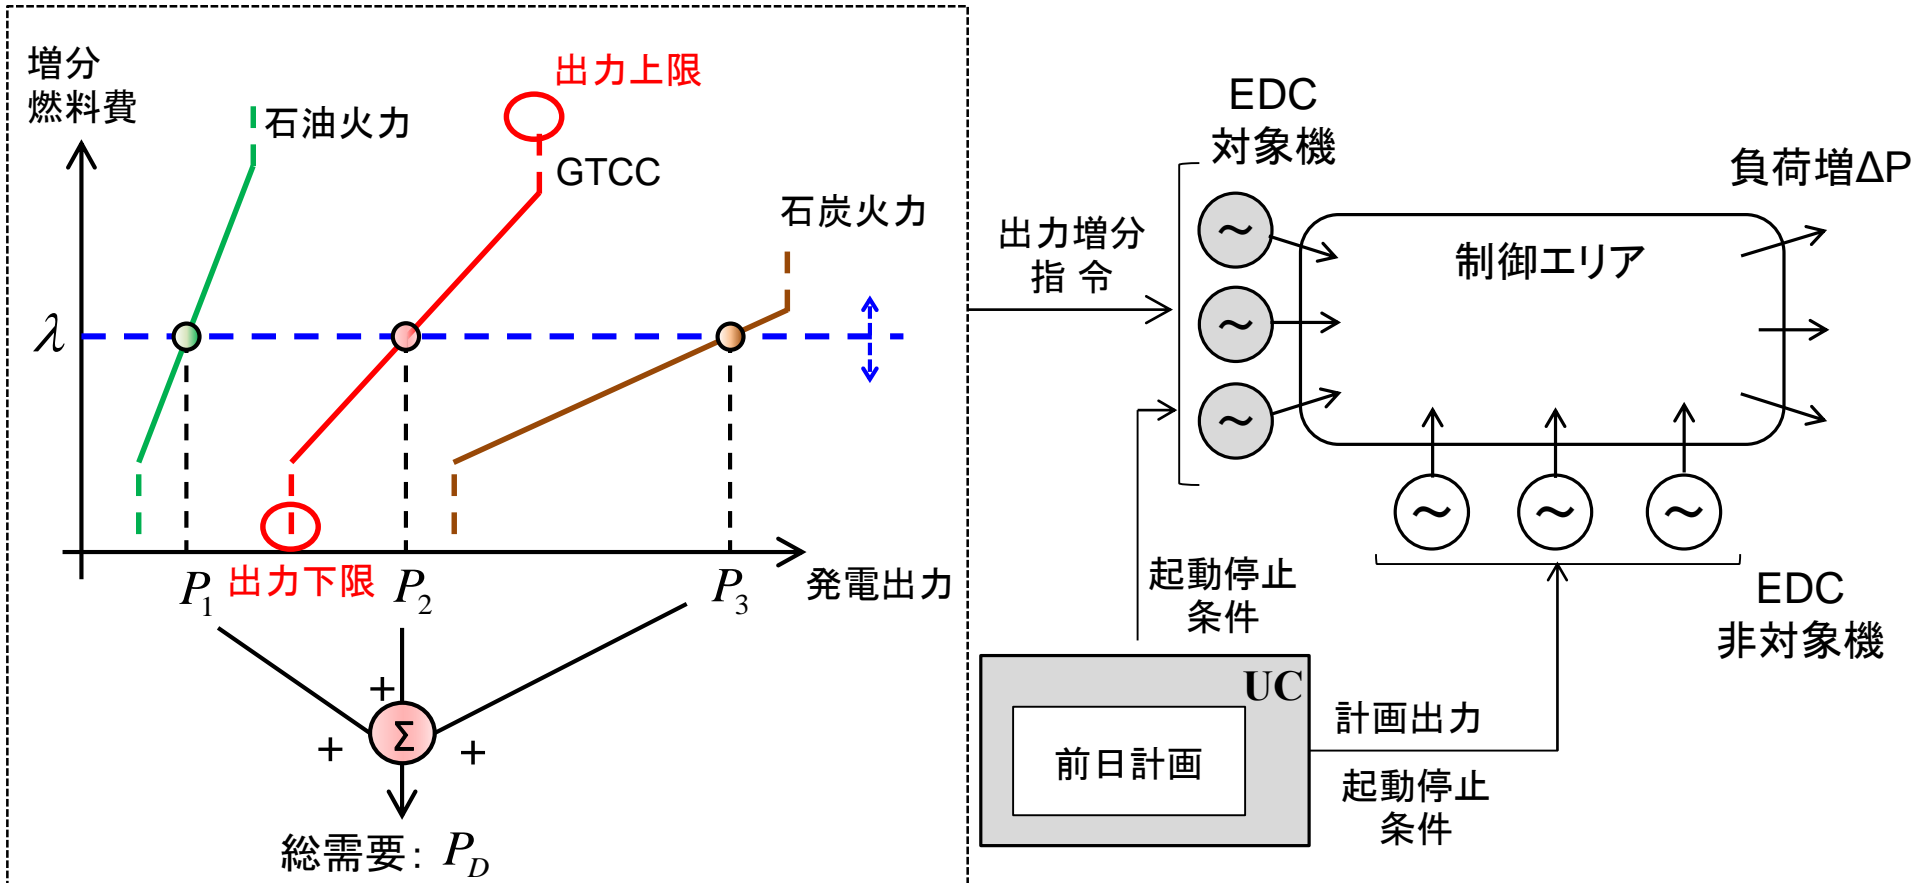 増分
燃料費
石油火力
出力上限
GTCC
石炭火力
λ
P1
出力下限
P2
P3
発電出力
+
+
Σ
+
総需要: PD
出力増分
指 令
EDC
対象機
~
~
~
制御エリア
負荷増ΔP
~
~
~
EDC
非対象機
起動停止
条件
UC
前日計画
計画出力
起動停止
条件